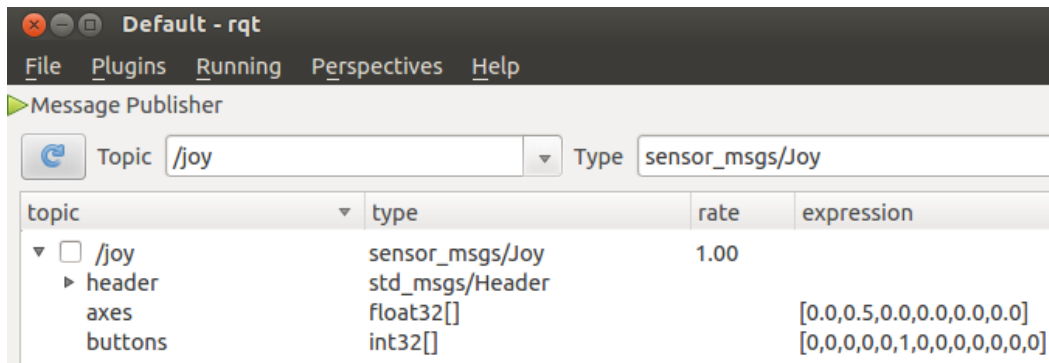 Default - rqt
File Plugins Running Perspectives Help
Message Publisher
Topic /joy Type sensor_msgs/Joy
topic type rate expression
/joy sensor_msgs/Joy 1.00
header std_msgs/Header
axes float32[] [0.0,0.5,0.0,0.0,0.0,0.0]
buttons int32[] [0,0,0,0,0,1,0,0,0,0,0,0]